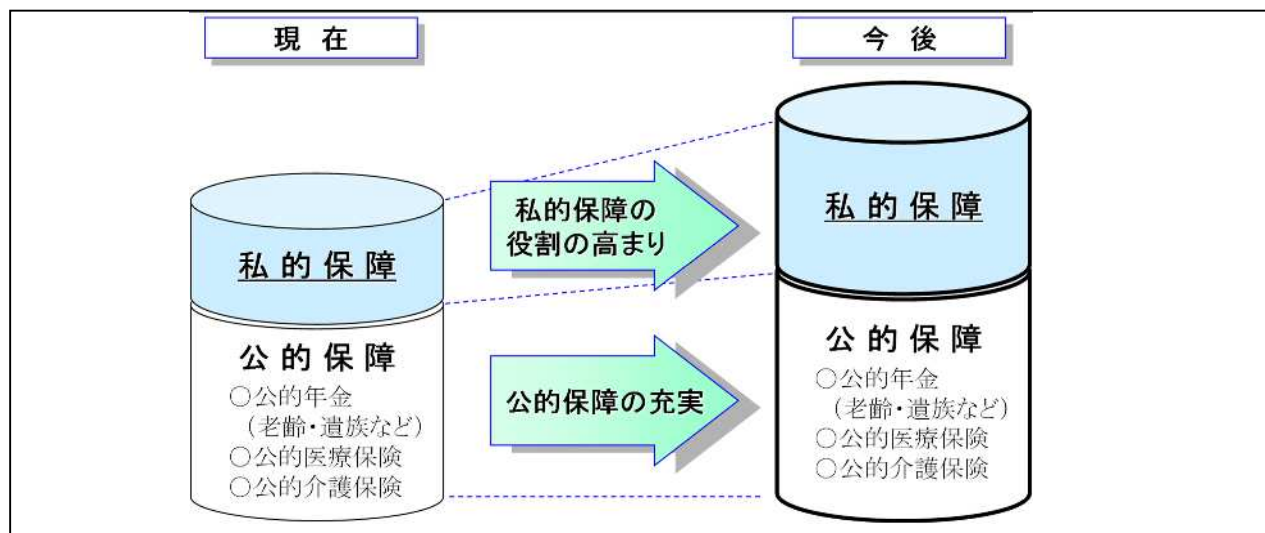 現 在
今 後
私 的 保 障
公 的 保 障
○公的年金
(老齢・遺族など)
○公的医療保険
○公的介護保険
私的保障の
役割の高まり
公的保障の充実
私 的 保 障
公 的 保 障
○公的年金
(老齢・遺族など)
○公的医療保険
○公的介護保険